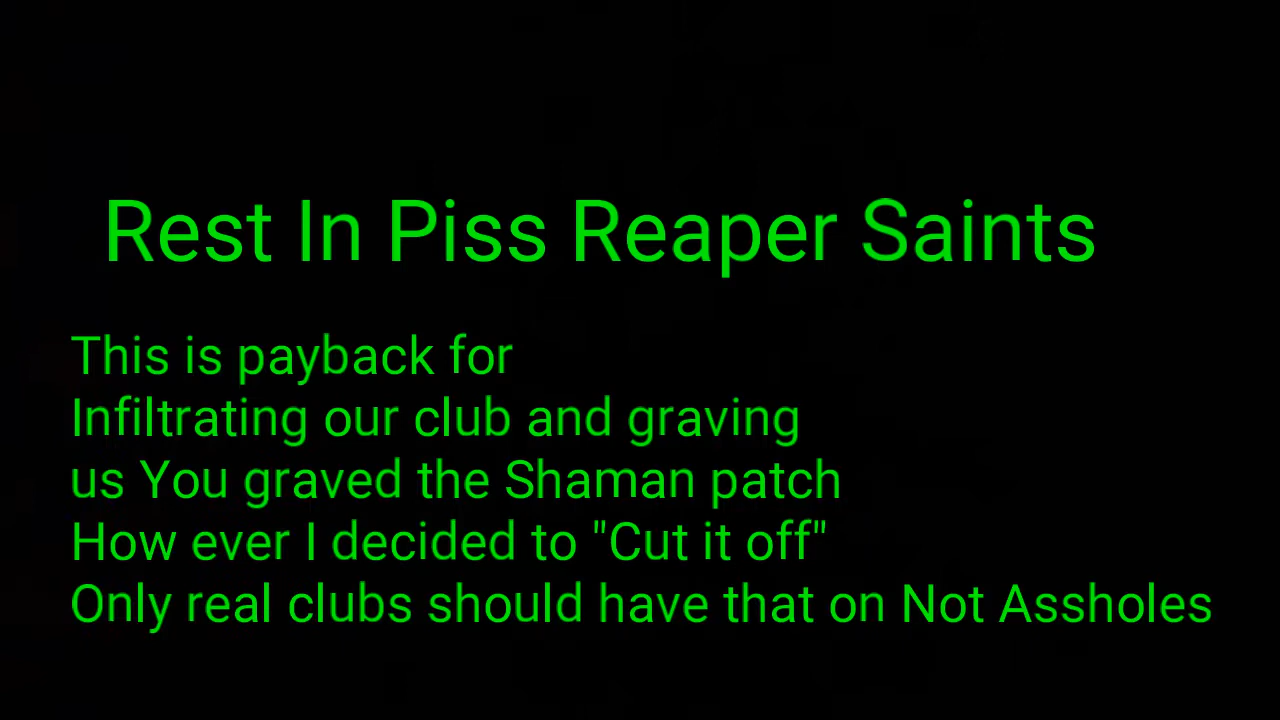 Rest In Piss Reaper Saints
This is payback for
Infiltrating our club and graving
us You graved the Shaman patch
How ever I decided to "Cut it off"
Only real clubs should have that on Not Assholes